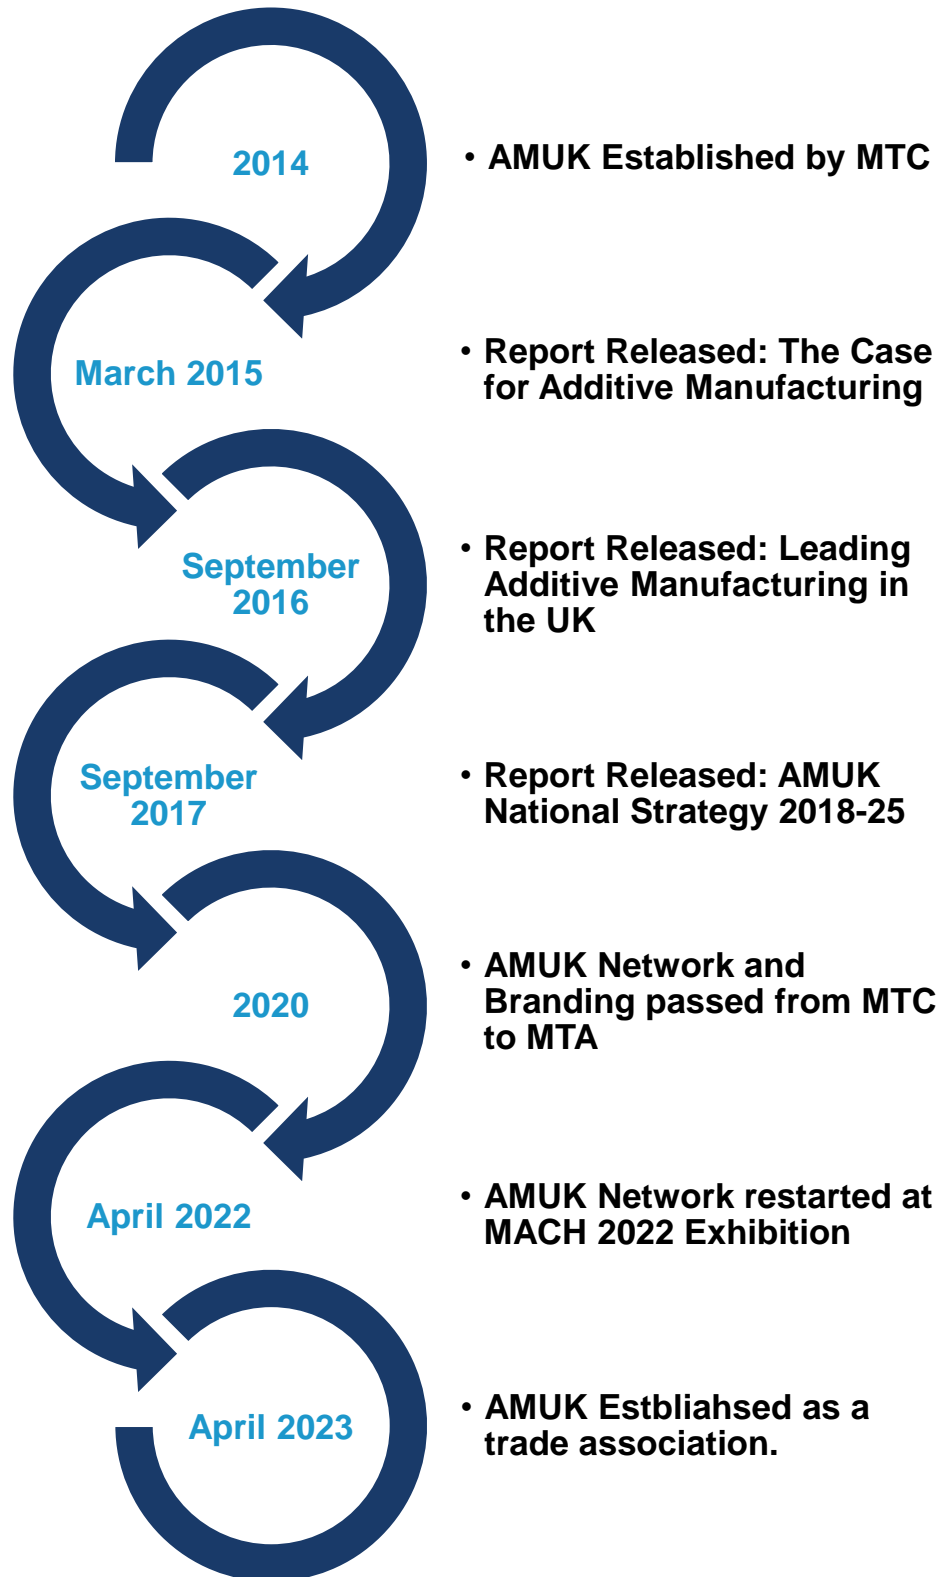 2014
• AMUK Established by MTC
March 2015
• Report Released: The Case
for Additive Manufacturing
September
2016
• Report Released: Leading
Additive Manufacturing in
the UK
September
2017
• Report Released: AMUK
National Strategy 2018-25
2020
• AMUK Network and
Branding passed from MTC
to MTA
April 2022
• AMUK Network restarted at
MACH 2022 Exhibition
April 2023
• AMUK Estbliahsed as a
trade association.